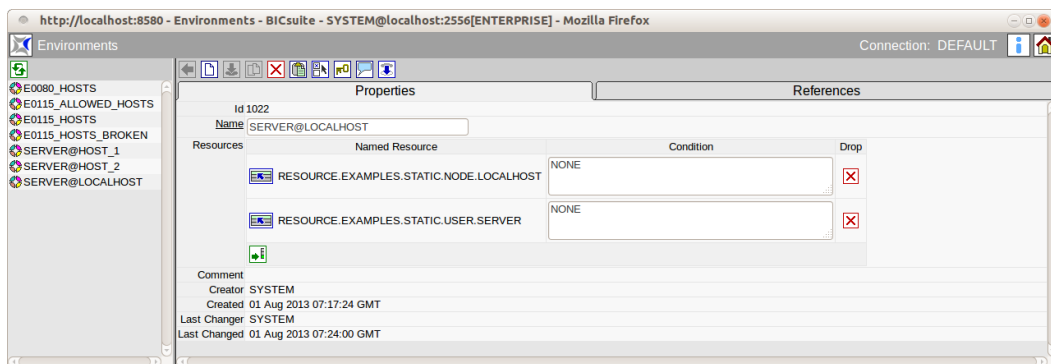 http://localhost:8580 - Environments - BICsuite - SYSTEM@localhost:2556[ENTERPRISE] - Mozilla Firefox
Environments
Connection: DEFAULT
E0080_HOSTS
E0115_ALLOWED_HOSTS
E0115_HOSTS
E0115_HOSTS_BROKEN
SERVER@HOST_1
SERVER@HOST_2
SERVER@LOCALHOST
Properties
References
Id 1022
Name SERVER@LOCALHOST
Resources Named Resource Condition Drop
RESOURCE.EXAMPLES.STATIC.NODE.LOCALHOST NONE
RESOURCE.EXAMPLES.STATIC.USER.SERVER NONE
Comment
Creator SYSTEM
Created 01 Aug 2013 07:17:24 GMT
Last Changer SYSTEM
Last Changed 01 Aug 2013 07:24:00 GMT